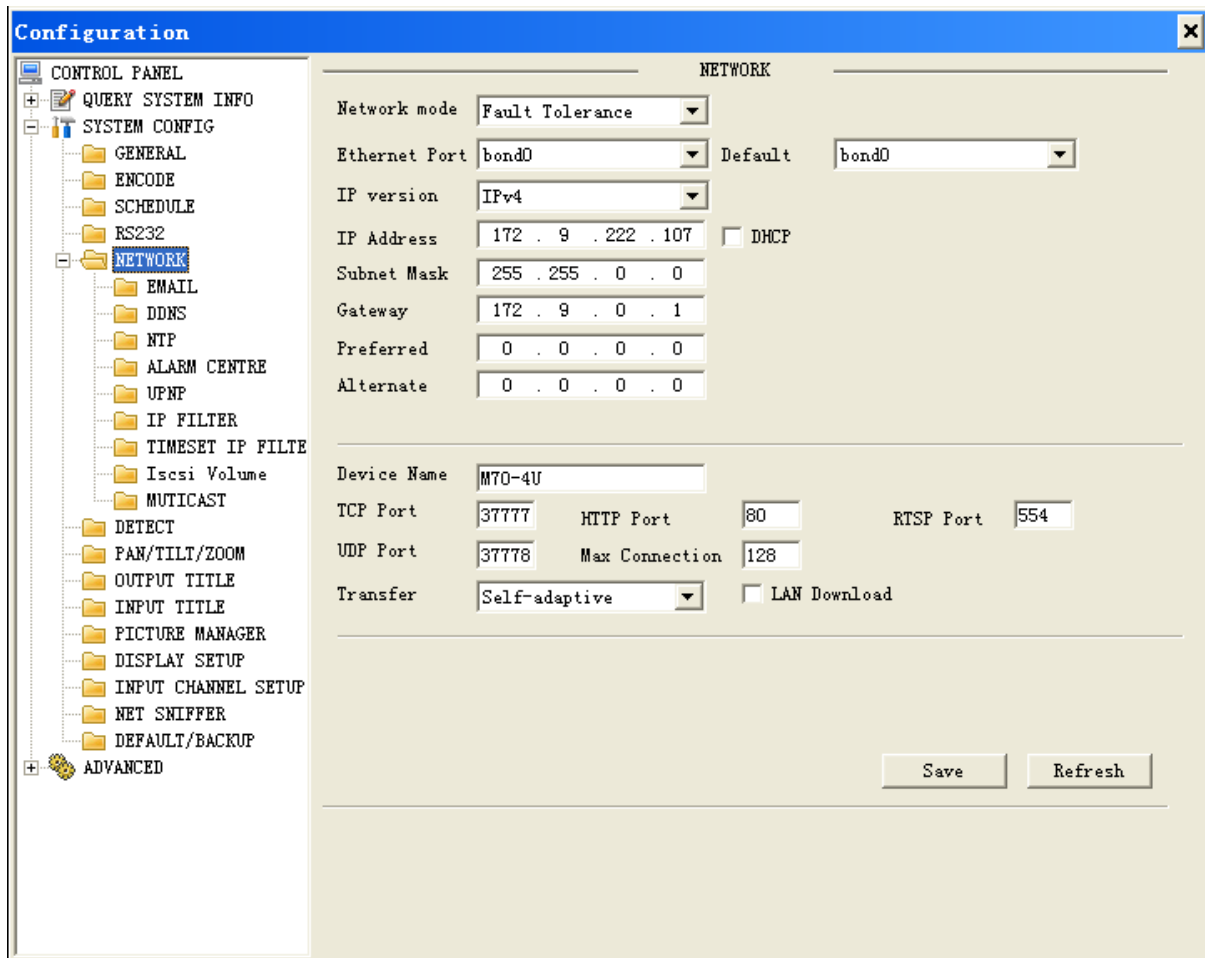 Configuration
CONTROL PANEL
QUERY SYSTEM INFO
SYSTEM CONFIG
GENERAL
ENCODE
SCHEDULE
RS232
NETWORK
EMAIL
DDNS
NTP
ALARM CENTRE
UPNP
IP FILTER
TIMESET IP FILTE
Iscsi Volume
MUTICAST
DETECT
PAN/TILT/ZOOM
OUTPUT TITLE
INPUT TITLE
PICTURE MANAGER
DISPLAY SETUP
INPUT CHANNEL SETUP
NET SNIFFER
DEFAULT/BACKUP
ADVANCED
NETWORK
Network mode Fault Tolerance
Ethernet Port bond0 Default bond0
IP version IPv4
IP Address 172 . 9 . 222 . 107 DHCP
Subnet Mask 255 . 255 . 0 . 0
Gateway 172 . 9 . 0 . 1
Preferred 0 . 0 . 0 . 0
Alternate 0 . 0 . 0 . 0
Device Name M70-4U
TCP Port 37777 HTTP Port 80 RTSP Port 554
UDP Port 37778 Max Connection 128
Transfer Self-adaptive LAN Download
Save Refresh